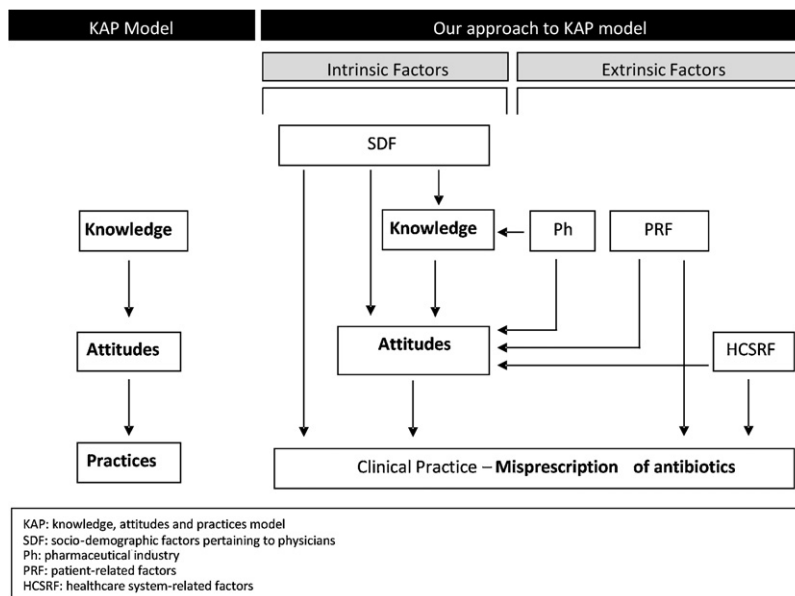 KAP Model
Our approach to KAP model
Intrinsic Factors
Extrinsic Factors
SDF
Knowledge
Knowledge
Ph
PRF
Attitudes
Attitudes
HCSRF
Practices
Clinical Practice – Misprescription of antibiotics
KAP: knowledge, attitudes and practices model
SDF: socio-demographic factors pertaining to physicians
Ph: pharmaceutical industry
PRF: patient-related factors
HCSRF: healthcare system-related factors